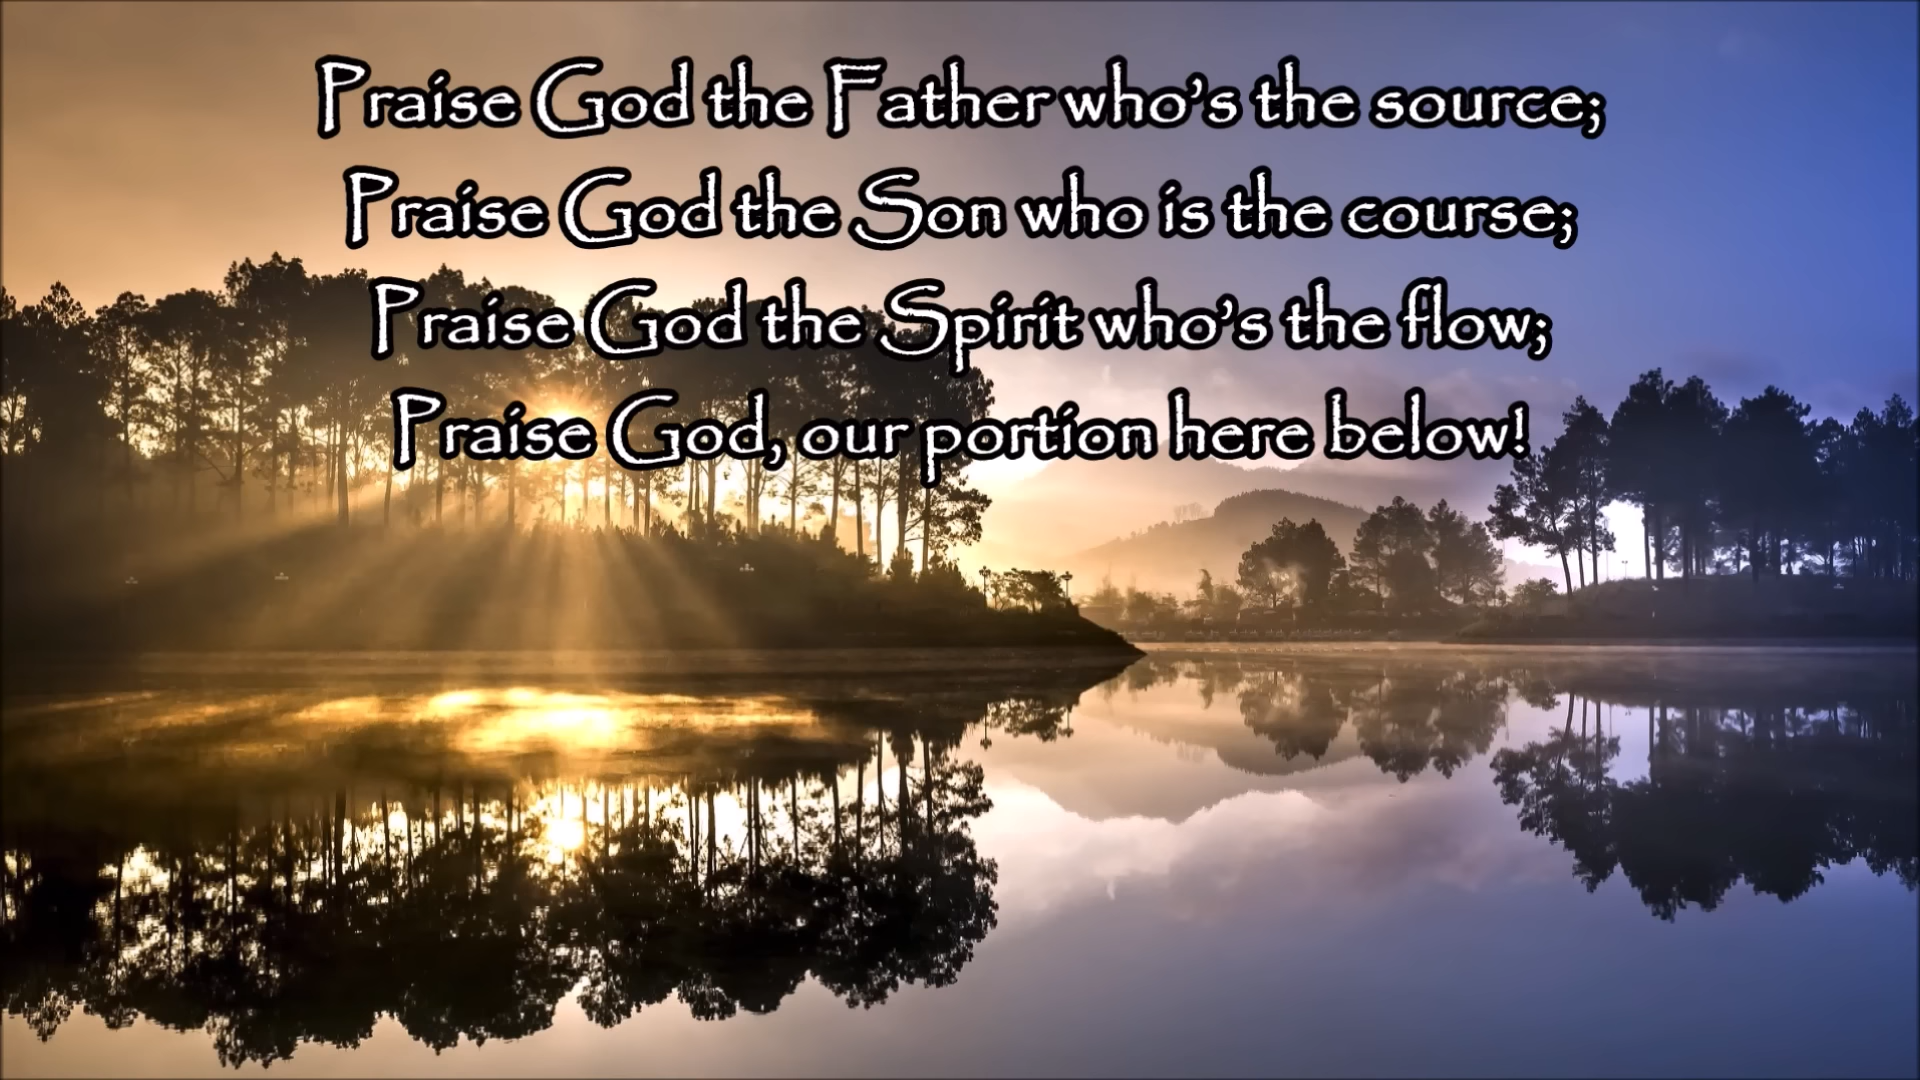 Praise God the Father who’s the source;
Praise God the Son who is the course;
Praise God the Spirit who’s the flow;
Praise God, our portion here below!